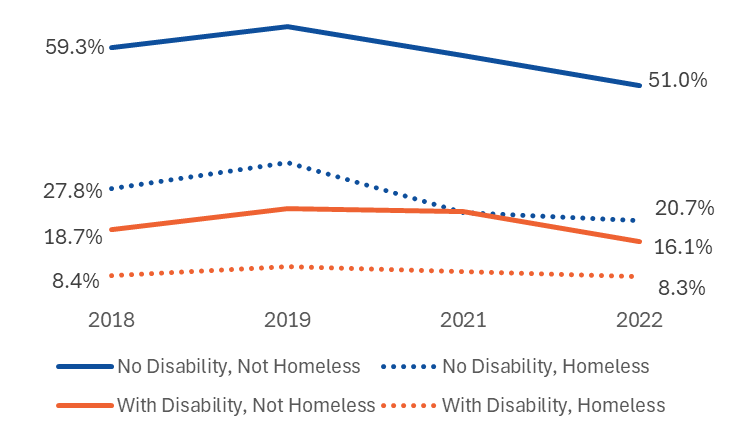 59.3%
51.0%
27.8%
20.7%
18.7%
16.1%
8.4%
8.3%
2018 2019 2021 2022
No Disability, Not Homeless No Disability, Homeless
With Disability, Not Homeless With Disability, Homeless